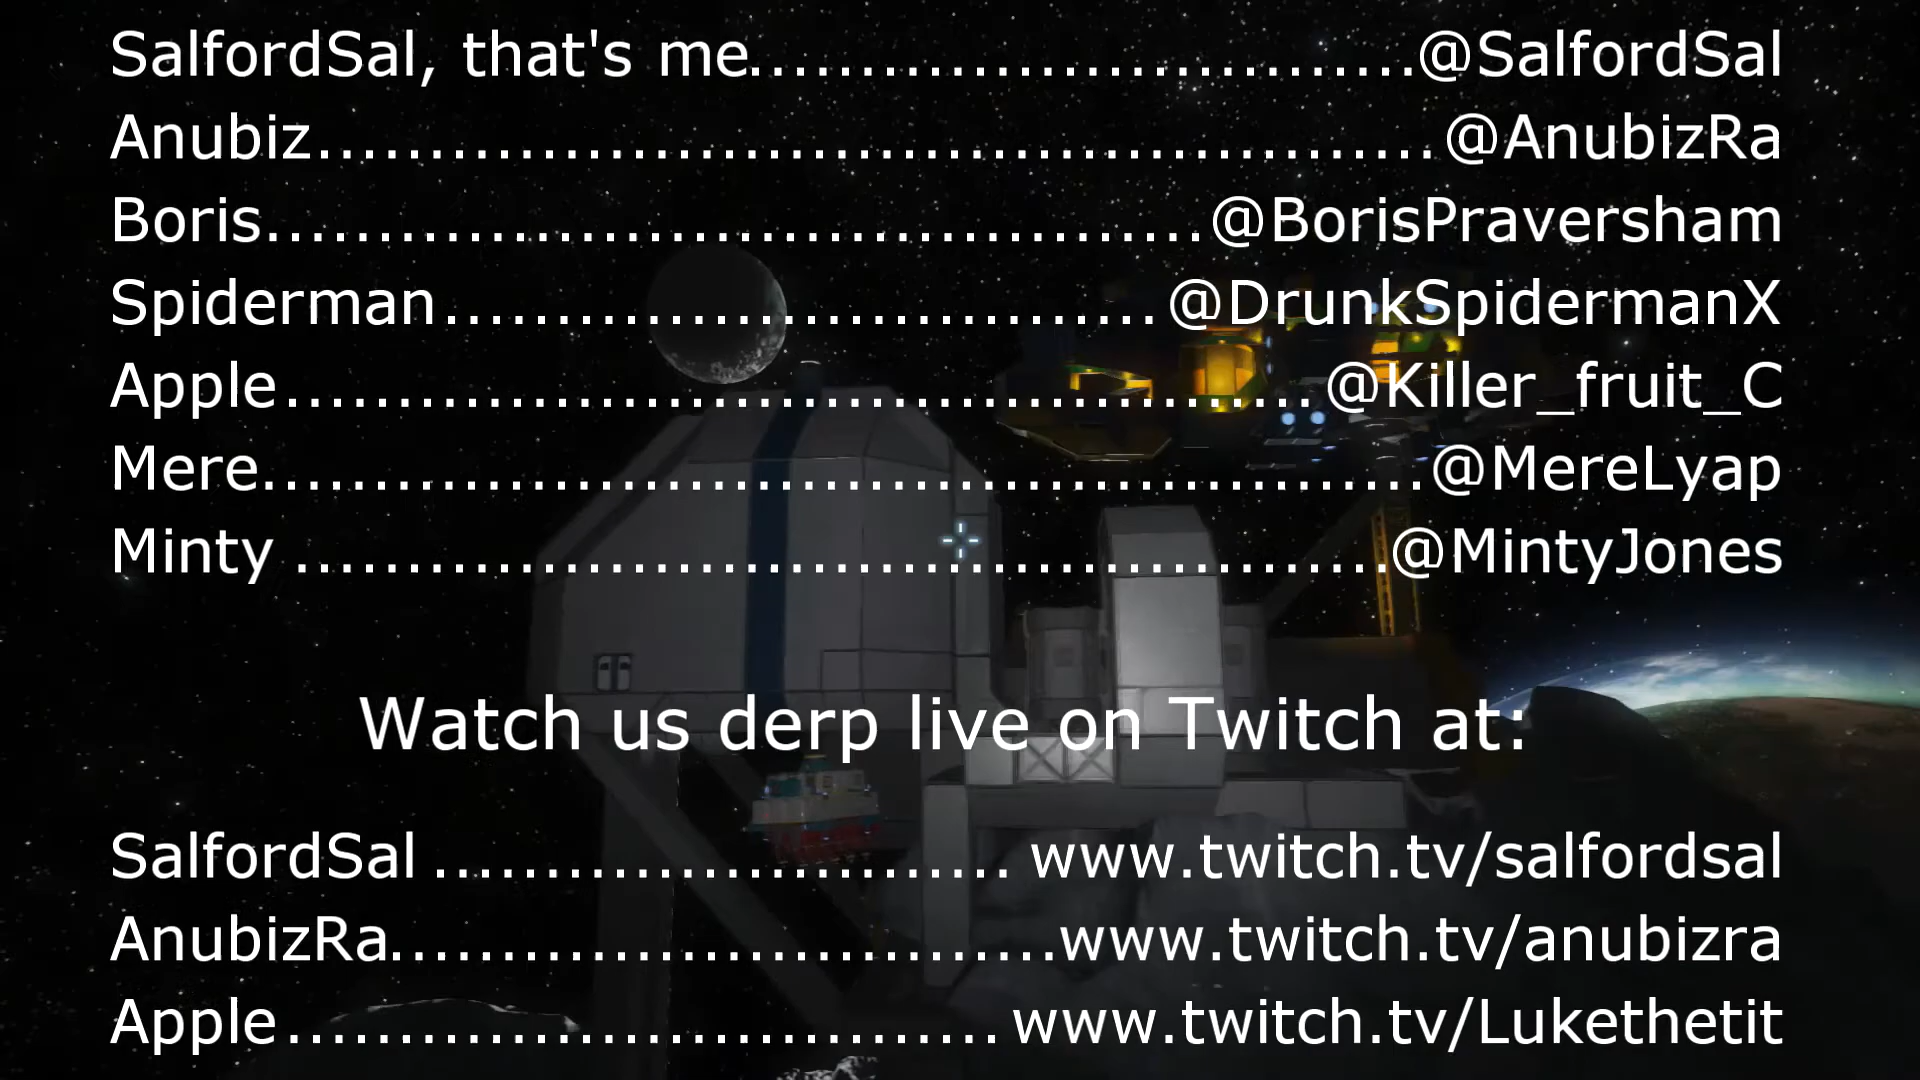 SalfordSal, that's me..............................@SalfordSal
Anubiz..................................................@AnubizRa
Boris..........................................@BorisPraversham
Spiderman................................@DrunkSpidermanX
Apple..............................................@Killer_fruit_C
Mere....................................................@MereLyap
Minty .................................................@MintyJones
Watch us derp live on Twitch at:
SalfordSal .......................... www.twitch.tv/salfordsal
AnubizRa..............................www.twitch.tv/anubizra
Apple................................ www.twitch.tv/Lukethetit